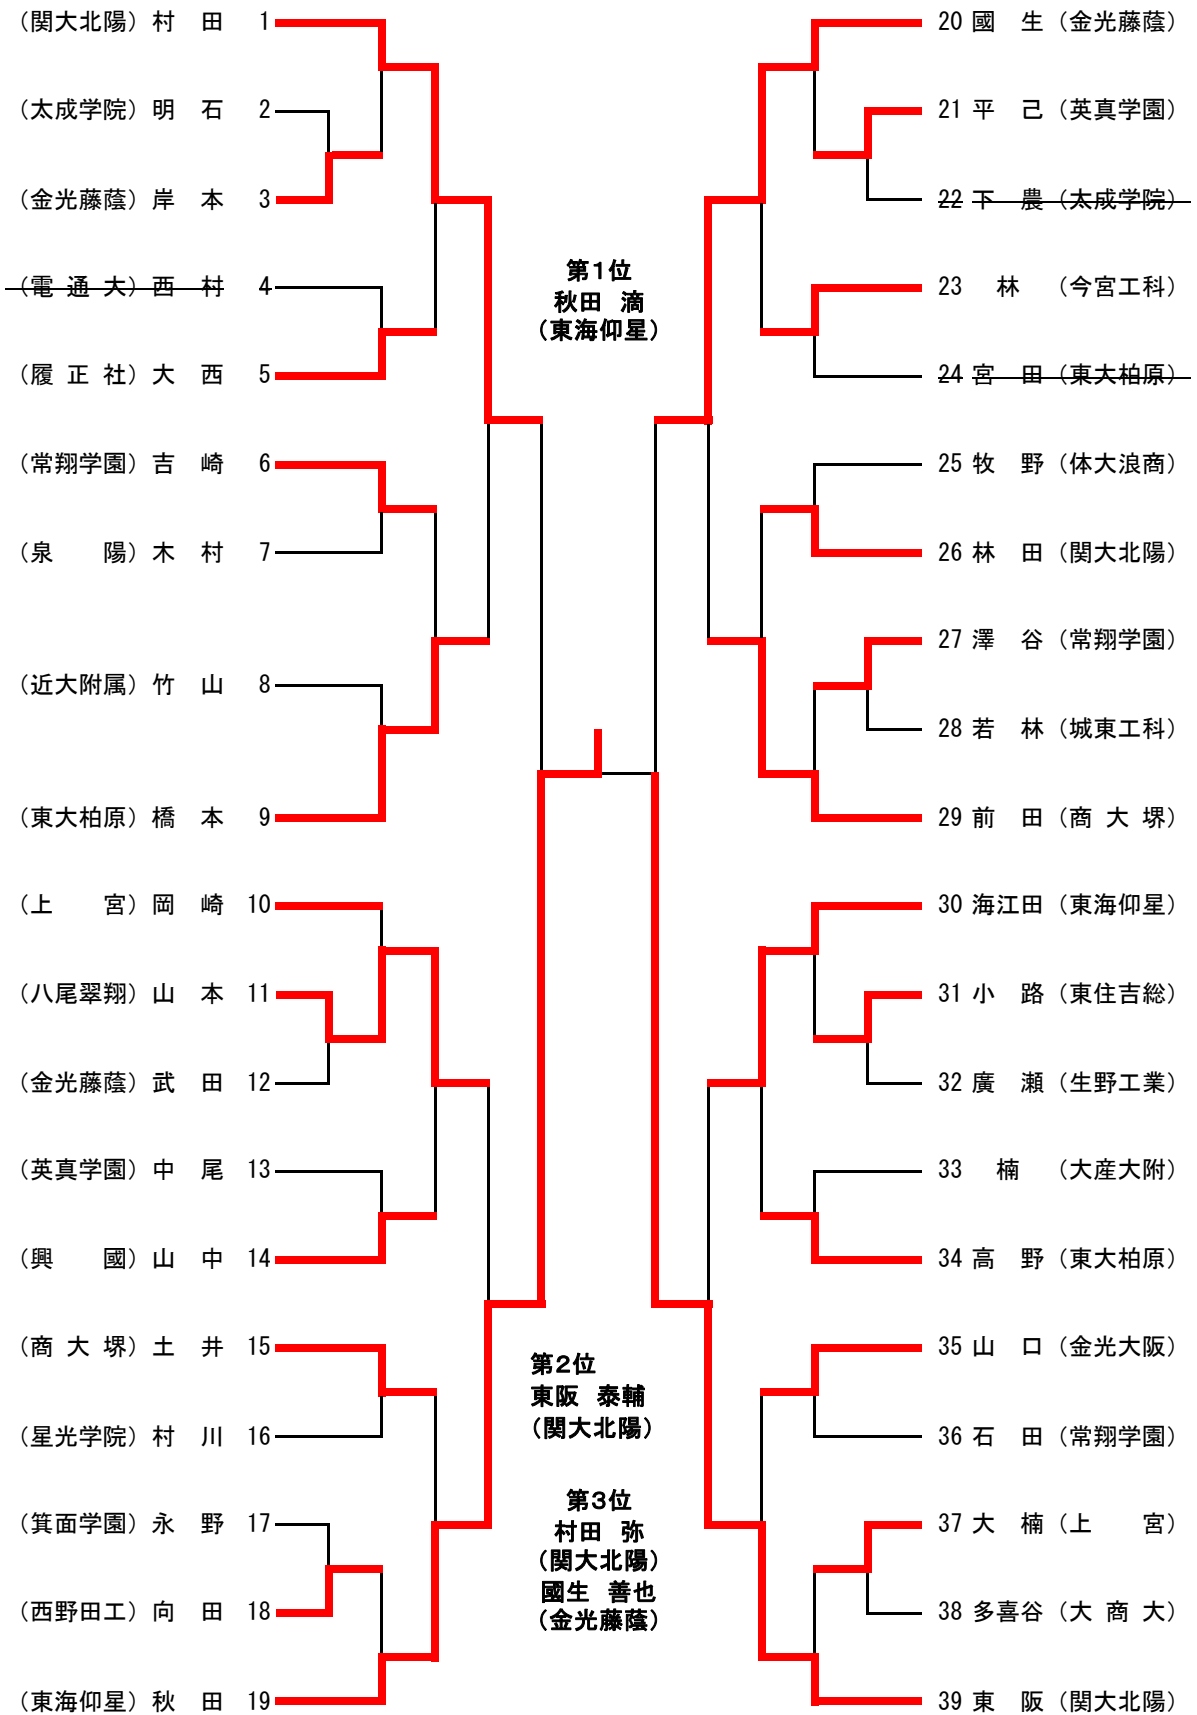 (関大北陽) 村　田 1
(太成学院) 明　石 2
(金光藤蔭) 岸　本 3
(電 通 大) 西　村 4
(履 正 社) 大　西 5
(常翔学園) 吉　崎 6
(泉　　陽) 木　村 7
(近大附属) 竹　山 8
(東大柏原) 橋　本 9
(上　　宮) 岡　崎 10
(八尾翠翔) 山　本 11
(金光藤蔭) 武　田 12
(英真学園) 中　尾 13
(興　　國) 山　中 14
(商 大 堺) 土　井 15
(星光学院) 村　川 16
(箕面学園) 永　野 17
(西野田工) 向　田 18
(東海仰星) 秋　田 19
第1位
秋田 滴
(東海仰星)
第2位
東阪 泰輔
(関大北陽)
第3位
村田 弥
(関大北陽)
國生 善也
(金光藤蔭)
20 國　生 (金光藤蔭)
21 平　己 (英真学園)
22 下　農 (太成学院)
23 林 (今宮工科)
24 宮　田 (東大柏原)
25 牧　野 (体大浪商)
26 林　田 (関大北陽)
27 澤　谷 (常翔学園)
28 若　林 (城東工科)
29 前　田 (商 大 堺)
30 海江田 (東海仰星)
31 小　路 (東住吉総)
32 廣　瀬 (生野工業)
33 楠 (大産大附)
34 高　野 (東大柏原)
35 山　口 (金光大阪)
36 石　田 (常翔学園)
37 大　楠 (上　　宮)
38 多喜谷 (大 商 大)
39 東　阪 (関大北陽)